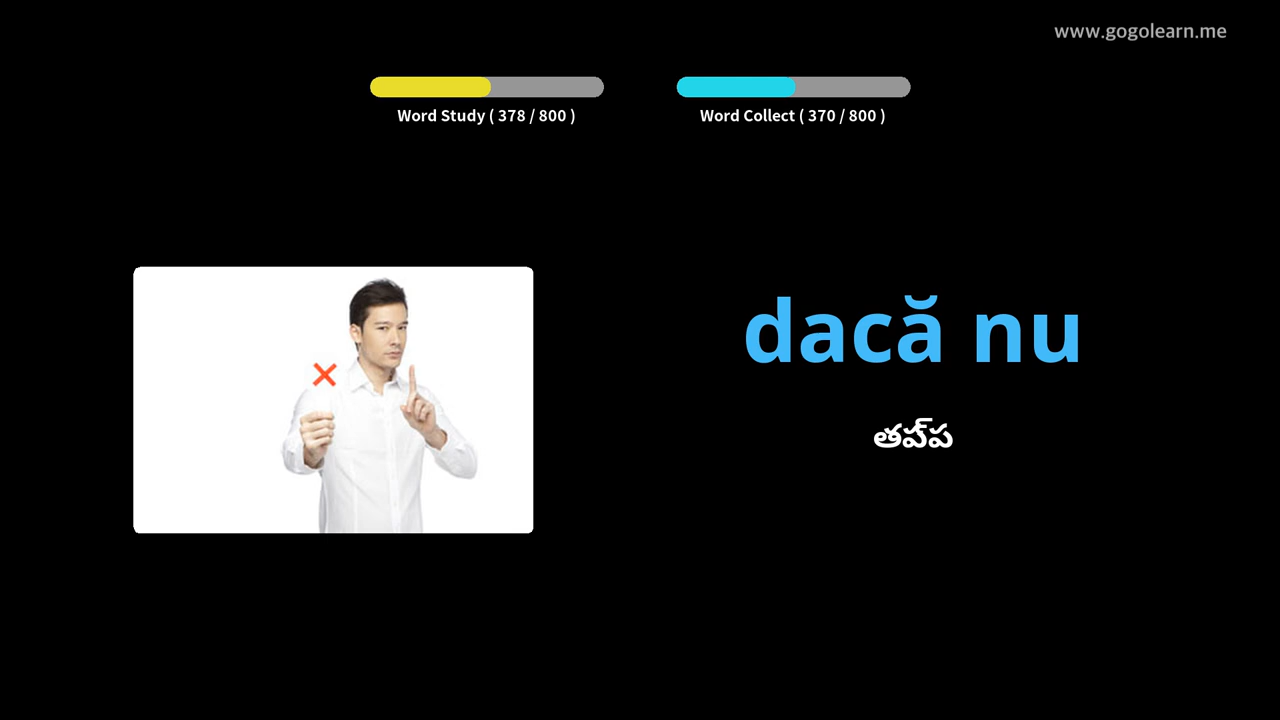 www.gogolearn.me
Word Study ( 378 / 800 )
Word Collect ( 370 / 800 )
dacă nu
తప్ప